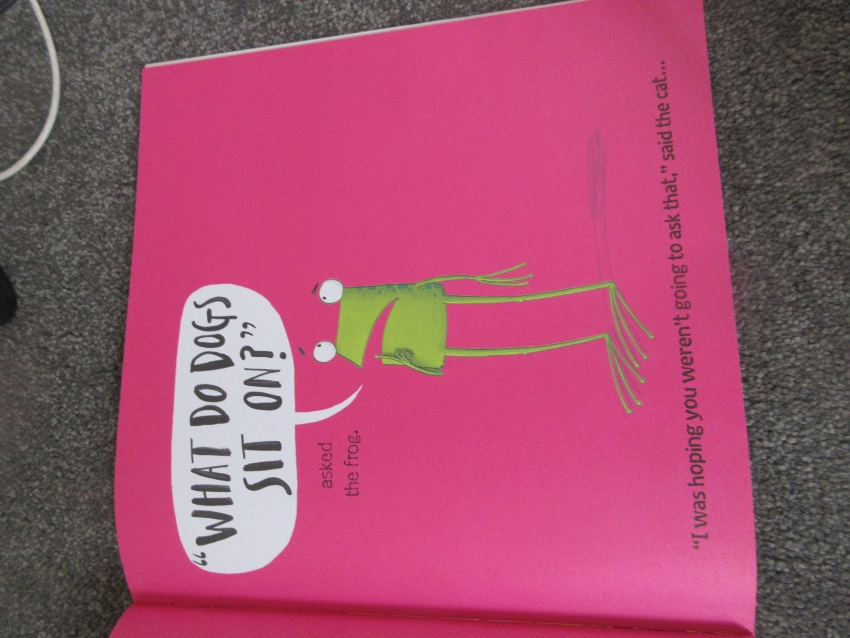 “WHAT DO DOGS
SIT ON?”
asked
the frog.
“I was hoping you weren't going to ask that,” said the cat...